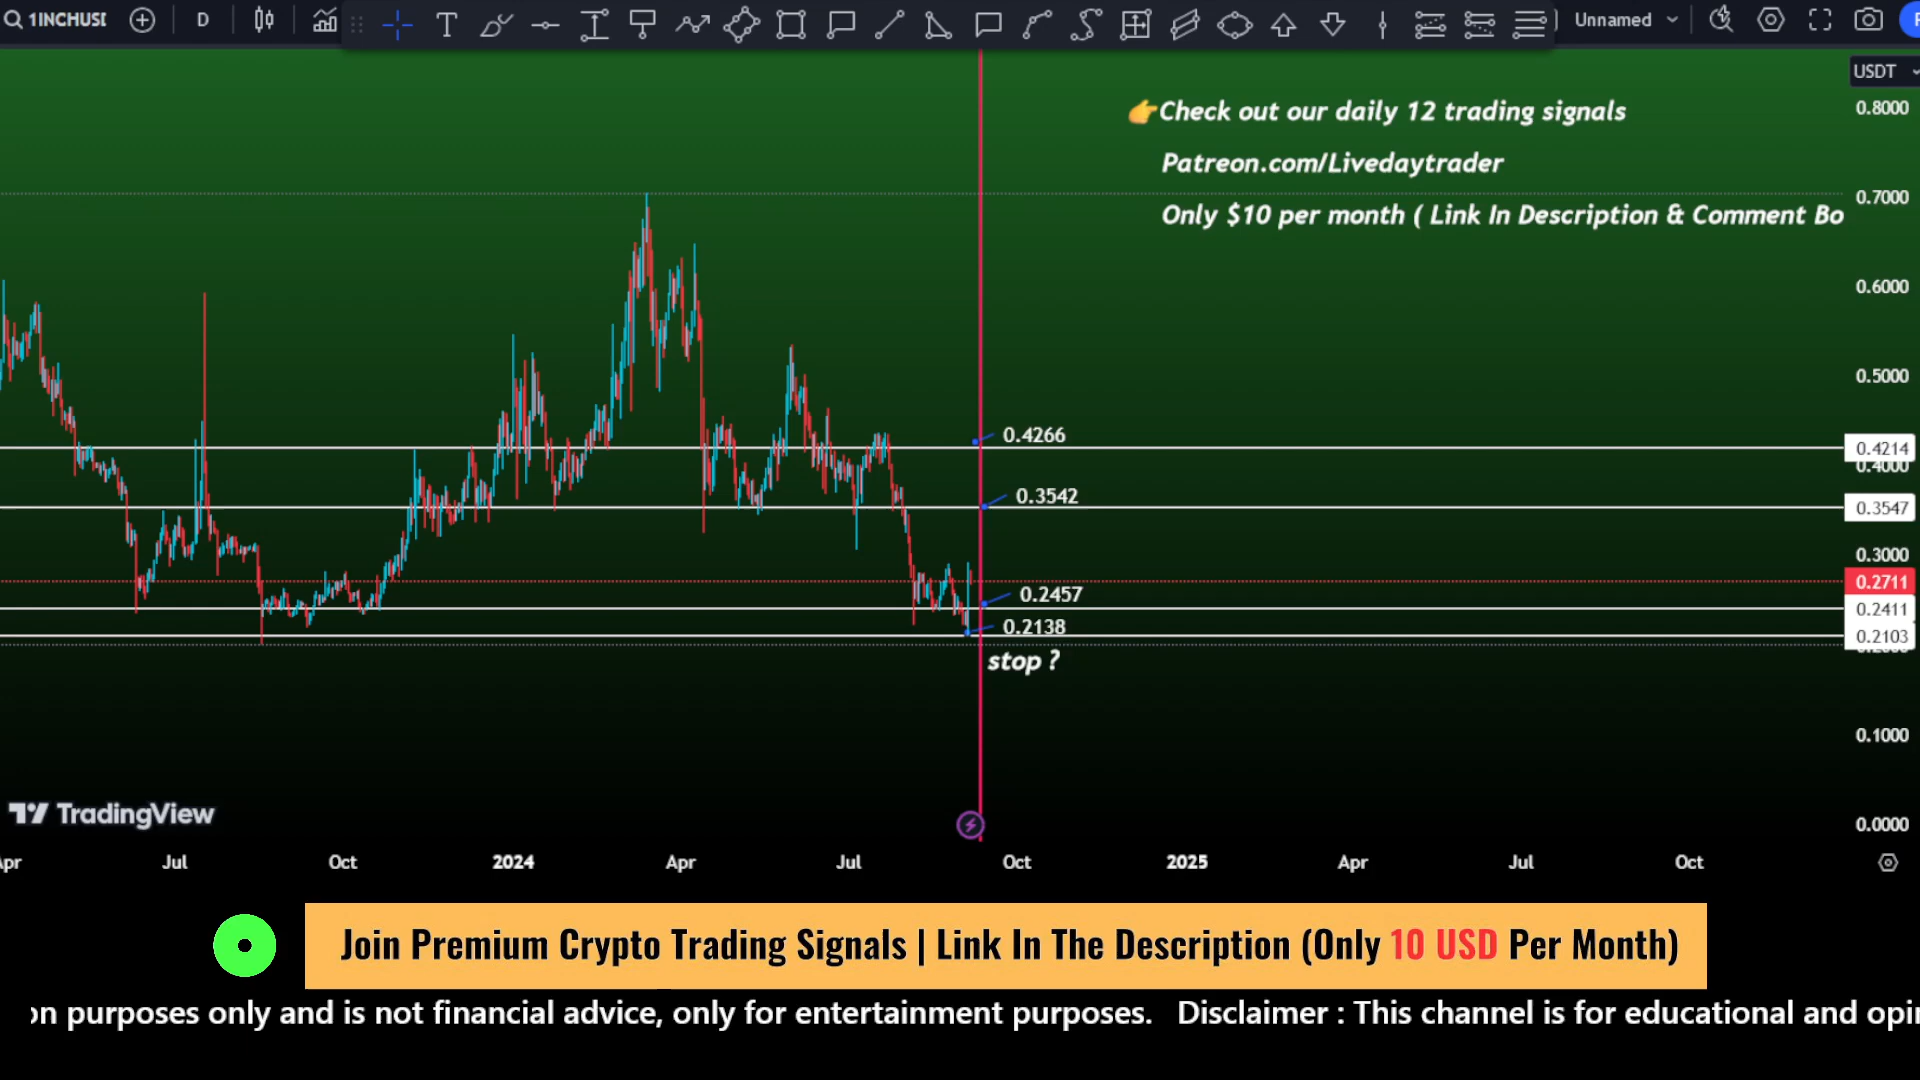 1INCHUSI
D
Unnamed
USDT
👉Check out our daily 12 trading signals
Patreon.com/Livedaytrader
Only $10 per month ( Link In Description & Comment Bo
0.8000
0.7000
0.6000
0.5000
0.4266
0.4214
0.4000
0.3542
0.3547
0.3000
0.2711
0.2457
0.2411
0.2138
0.2103
stop ?
0.1000
0.0000
TradingView
Apr Jul Oct 2024 Apr Jul Oct 2025 Apr Jul Oct
Join Premium Crypto Trading Signals | Link In The Description (Only 10 USD Per Month)
on purposes only and is not financial advice, only for entertainment purposes. Disclaimer : This channel is for educational and opin